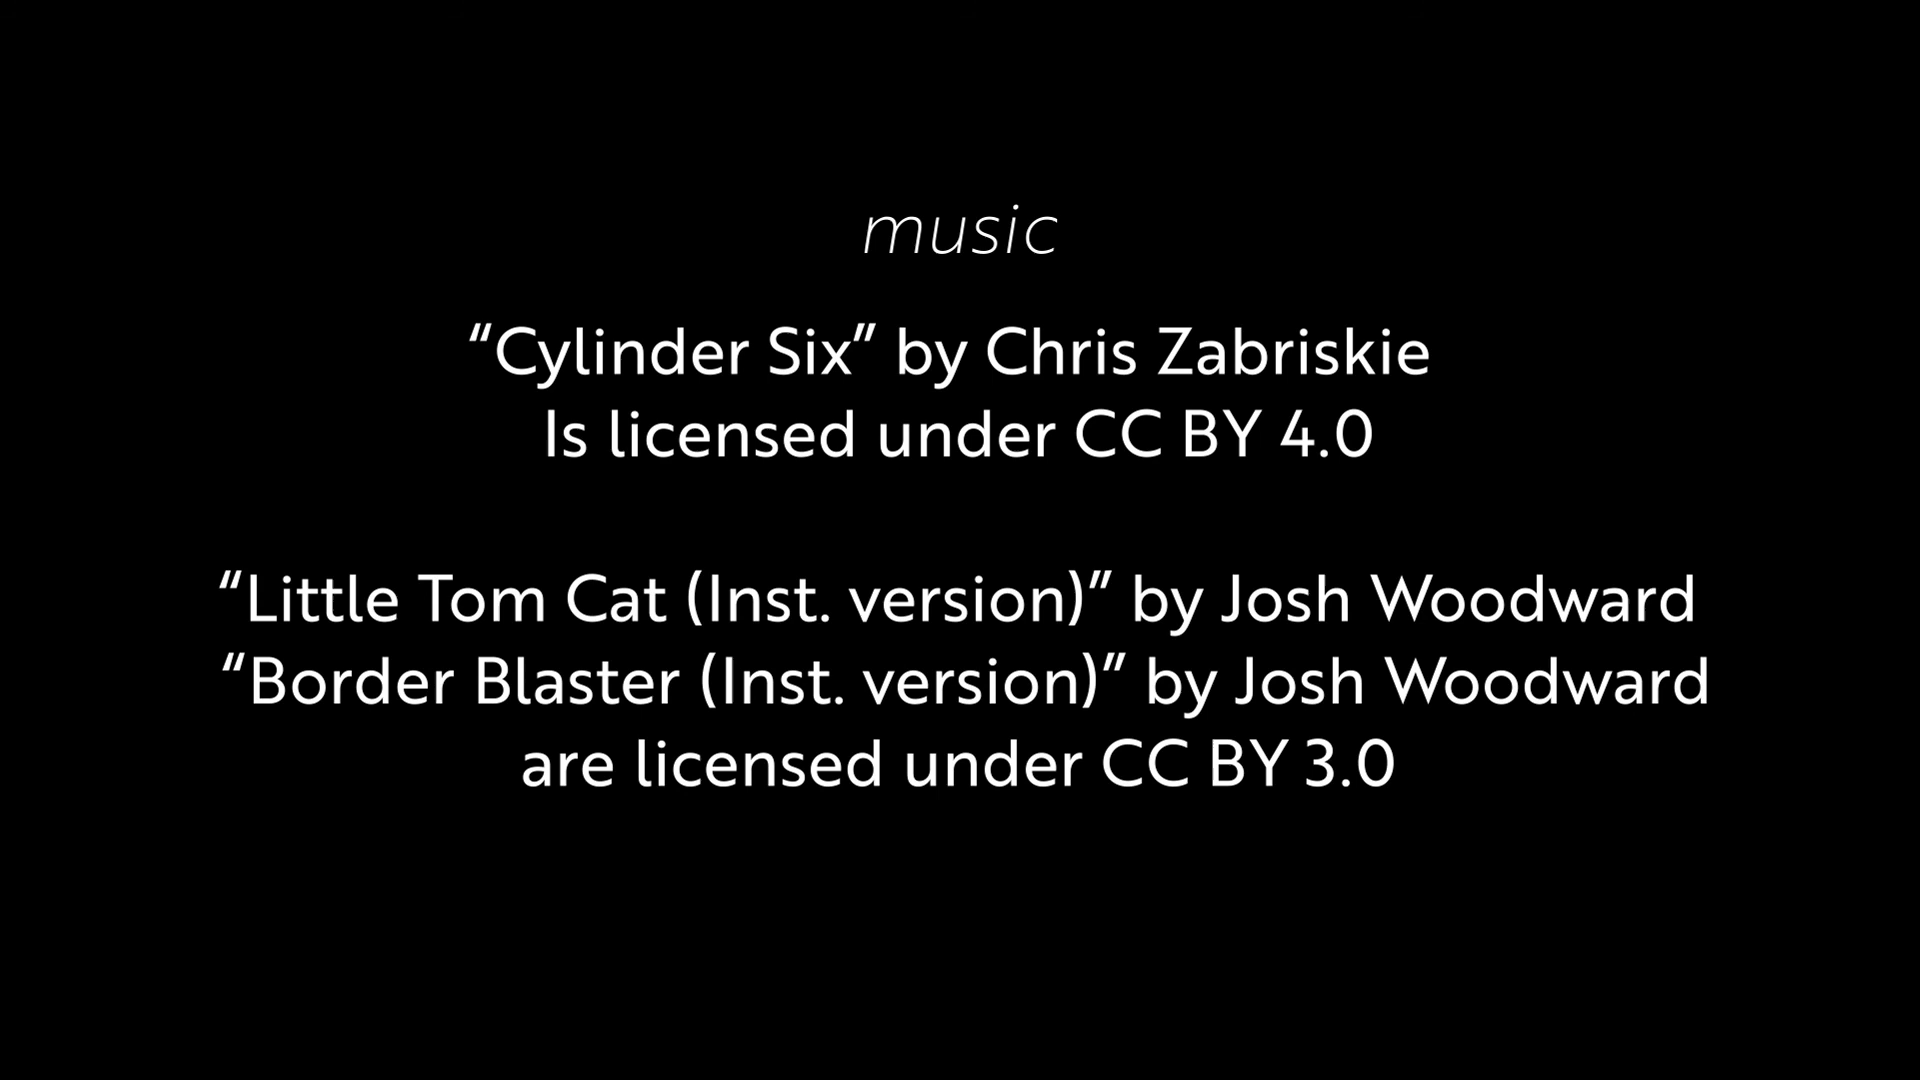 music
“Cylinder Six” by Chris Zabriskie
Is licensed under CC BY 4.0
“Little Tom Cat (Inst. version)” by Josh Woodward
“Border Blaster (Inst. version)” by Josh Woodward
are licensed under CC BY 3.0